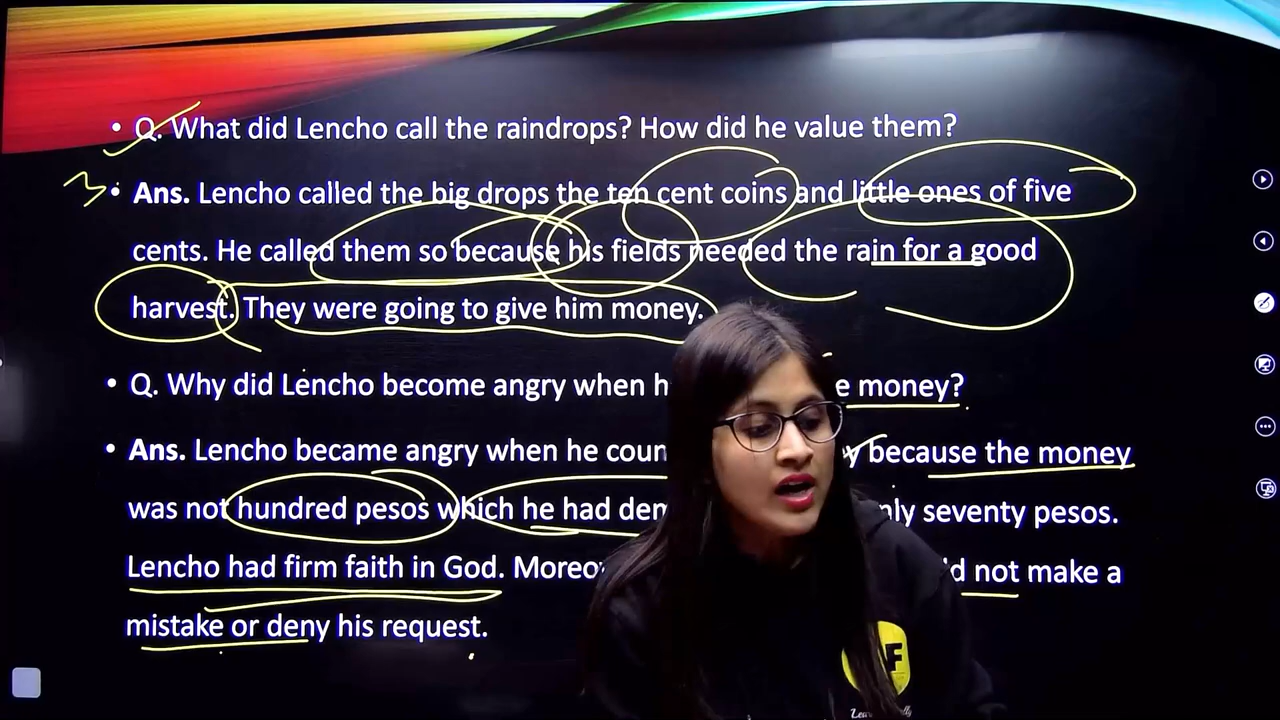 • Q. What did Lencho call the raindrops? How did he value them?
• Ans. Lencho called the big drops the ten cent coins and little ones of five
cents. He called them so because his fields needed the rain for a good
harvest. They were going to give him money.
• Q. Why did Lencho become angry when h e money?
• Ans. Lencho became angry when he coun y because the money
was not hundred pesos which he had dem nly seventy pesos.
Lencho had firm faith in God. Moreov d not make a
mistake or deny his request.